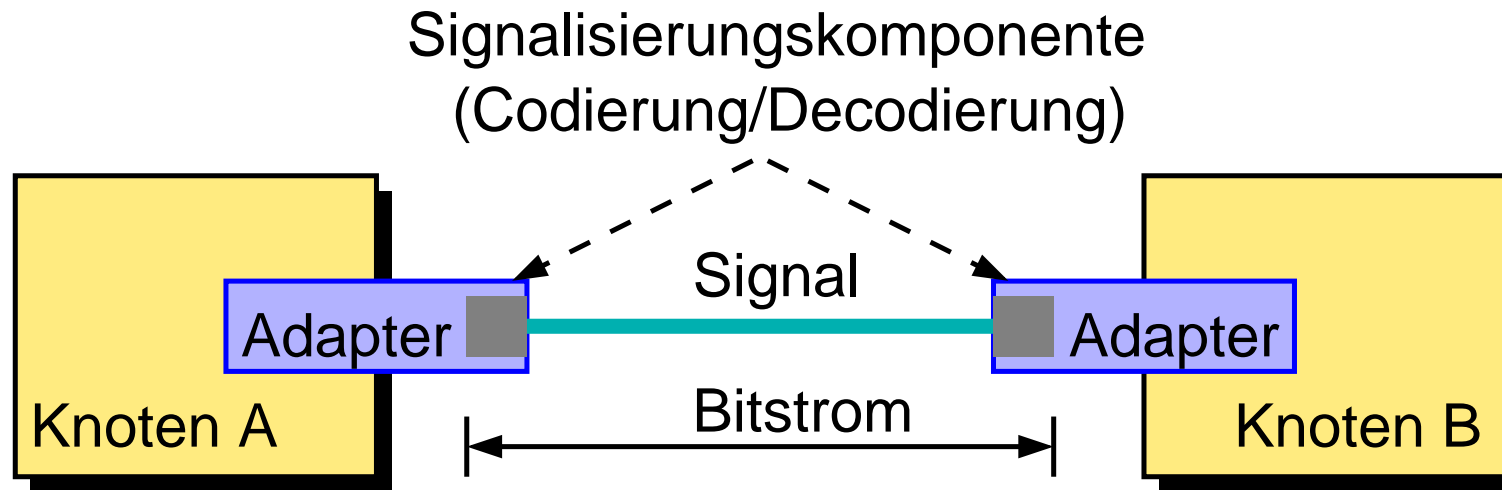 Signalisierungskomponente
(Codierung/Decodierung)
Signal
Adapter
Adapter
Bitstrom
Knoten A
Knoten B